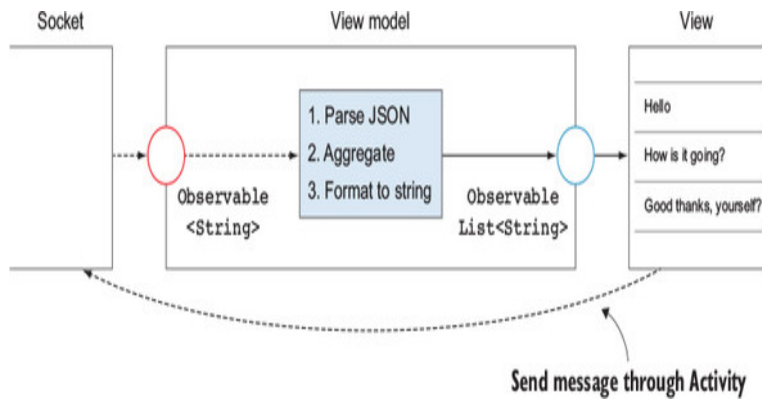 Socket
View model
View
1. Parse JSON
2. Aggregate
3. Format to string
Observable
<String>
Observable
List<String>
Hello
How is it going?
Good thanks, yourself?
Send message through Activity